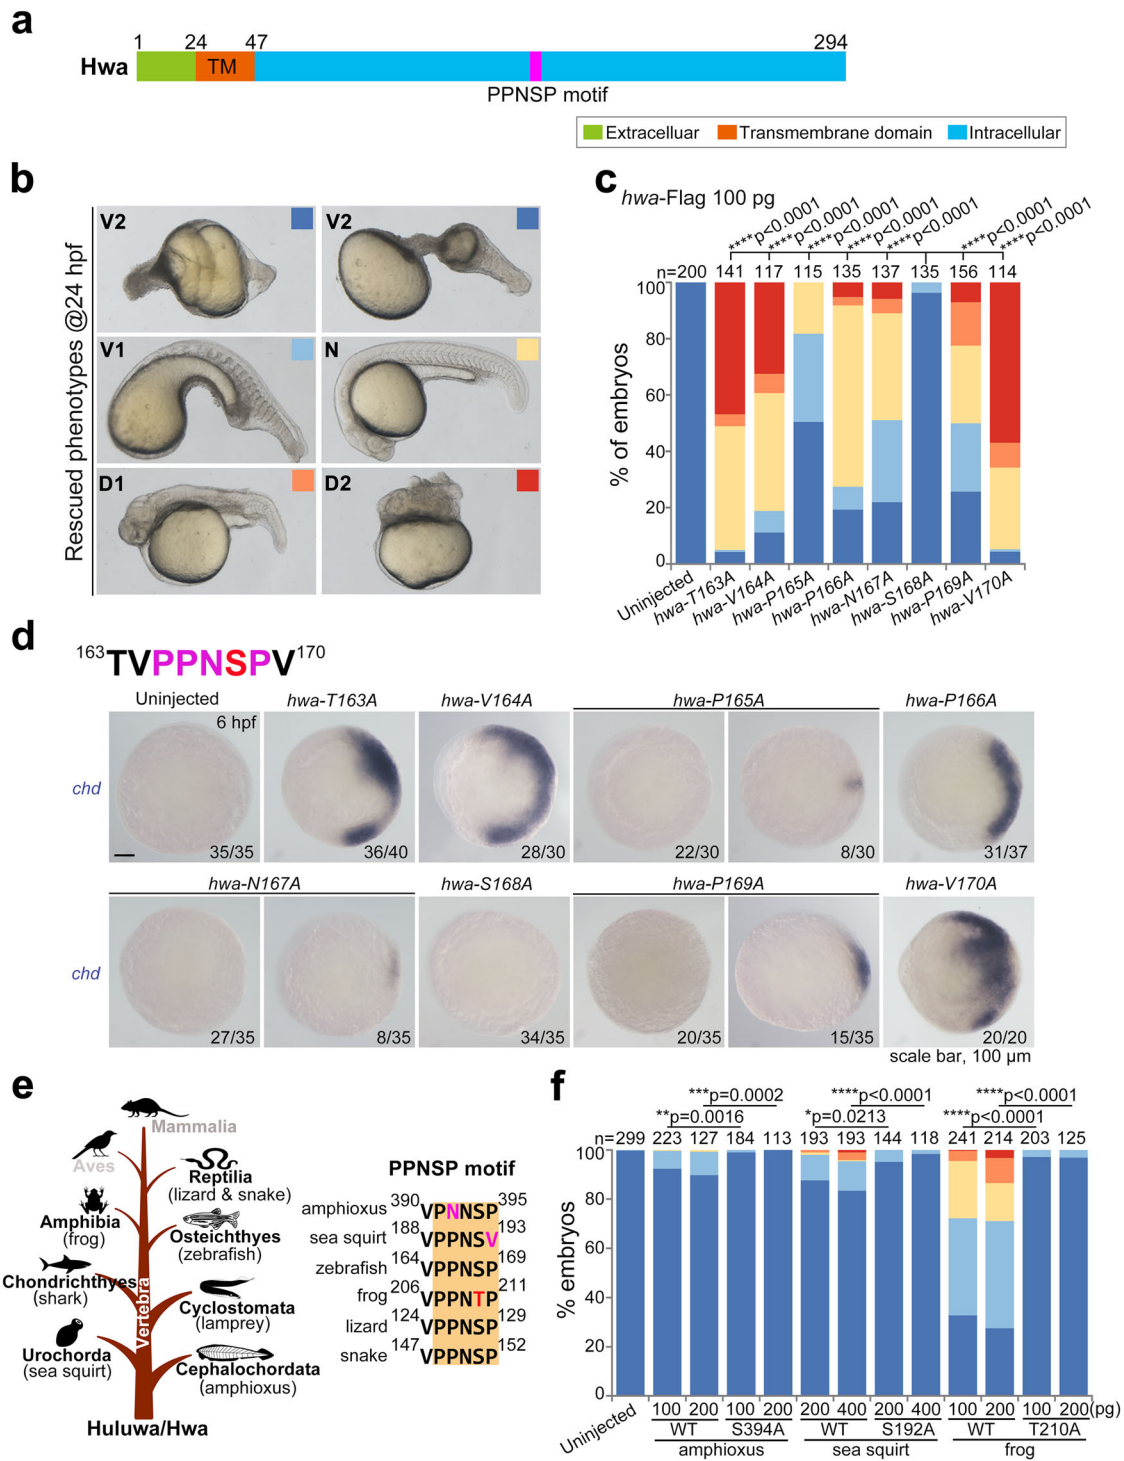 a
1 24 47 294
Hwa TM
PPNSP motif
Extracelluar Transmembrane domain Intracellular
b
Rescued phenotypes @24 hpf
V2 V2
V1 N
D1 D2
c
hwa-Flag 100 pg
****p<0.0001
****p<0.0001
****p<0.0001
****p<0.0001
****p<0.0001
****p<0.0001
****p<0.0001
n=200 141 117 115 135 137 135 156 114
% of embryos
100
80
60
40
20
0
Uninjected
hwa-T163A
hwa-V164A
hwa-P165A
hwa-P166A
hwa-N167A
hwa-S168A
hwa-P169A
hwa-V170A
d
163TVPPNSPV170
Uninjected hwa-T163A hwa-V164A hwa-P165A hwa-P166A
6 hpf
chd
35/35 36/40 28/30 22/30 8/30 31/37
hwa-N167A hwa-S168A hwa-P169A hwa-V170A
chd
27/35 8/35 34/35 20/35 15/35 20/20
scale bar, 100 µm
e
Mammalia
Aves
Reptilia
(lizard & snake)
Amphibia
(frog)
Osteichthyes
(zebrafish)
Chondrichthyes
(shark)
Cyclostomata
(lamprey)
Urochorda
(sea squirt)
Cephalochordata
(amphioxus)
Vertebra
Huluwa/Hwa
PPNSP motif
amphioxus 390VPNNSP395
sea squirt 188VPPNSV193
zebrafish 164VPPNSP169
frog 206VPPNTP211
lizard 124VPPNSP129
snake 147VPPNSP152
f
***p=0.0002 ****p<0.0001 ****p<0.0001
**p=0.0016 *p=0.0213 ****p<0.0001
n=299 223 127 184 113 193 193 144 118 241 214 203 125
% embryos
100
80
60
40
20
0
Uninjected
100 200 100 200 200 400 200 400 100 200 100 200(pg)
WT S394A WT S192A WT T210A
amphioxus sea squirt frog